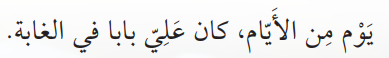 يَوْم مِن الأَيَّام، كان عَلِيّ بابا في الغابة.